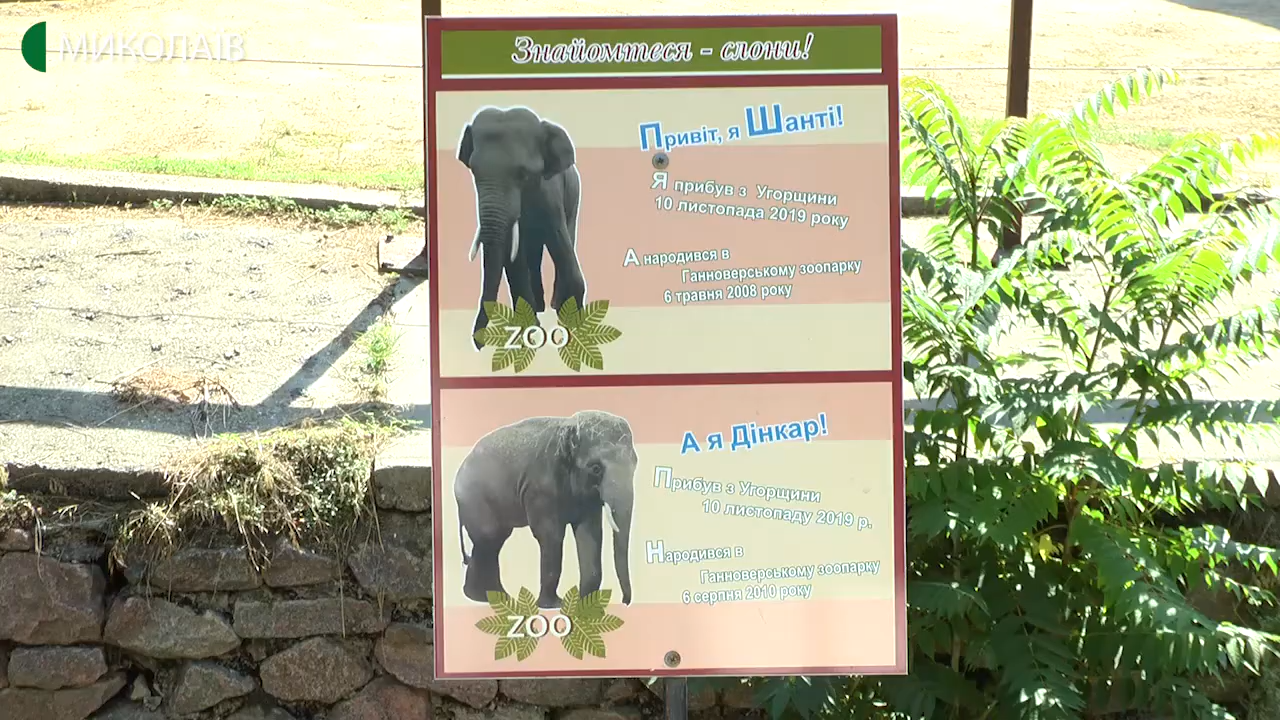 МИКОЛАЇВ
Знайомтеся - слони!
Привіт, я Шанті!
Я прибув з Угорщини
10 листопада 2019 року
А народився в
Ганноверському зоопарку
6 травня 2008 року
ZOO
А я Дінкар!
Прибув з Угорщини
10 листопаду 2019 р.
Народився в
Ганноверському зоопарку
6 серпня 2010 року
ZOO